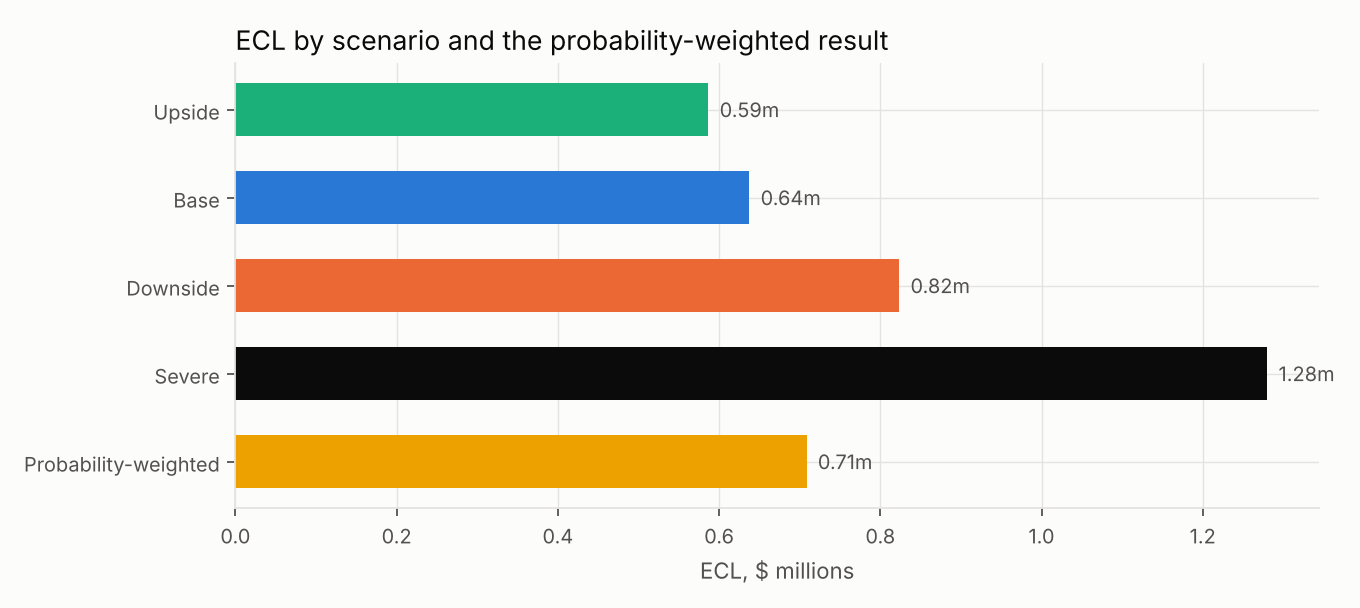 ECL by scenario and the probability-weighted result
Upside
0.59m
Base
0.64m
Downside
0.82m
Severe
1.28m
Probability-weighted
0.71m
0.0 0.2 0.4 0.6 0.8 1.0 1.2
ECL, $ millions